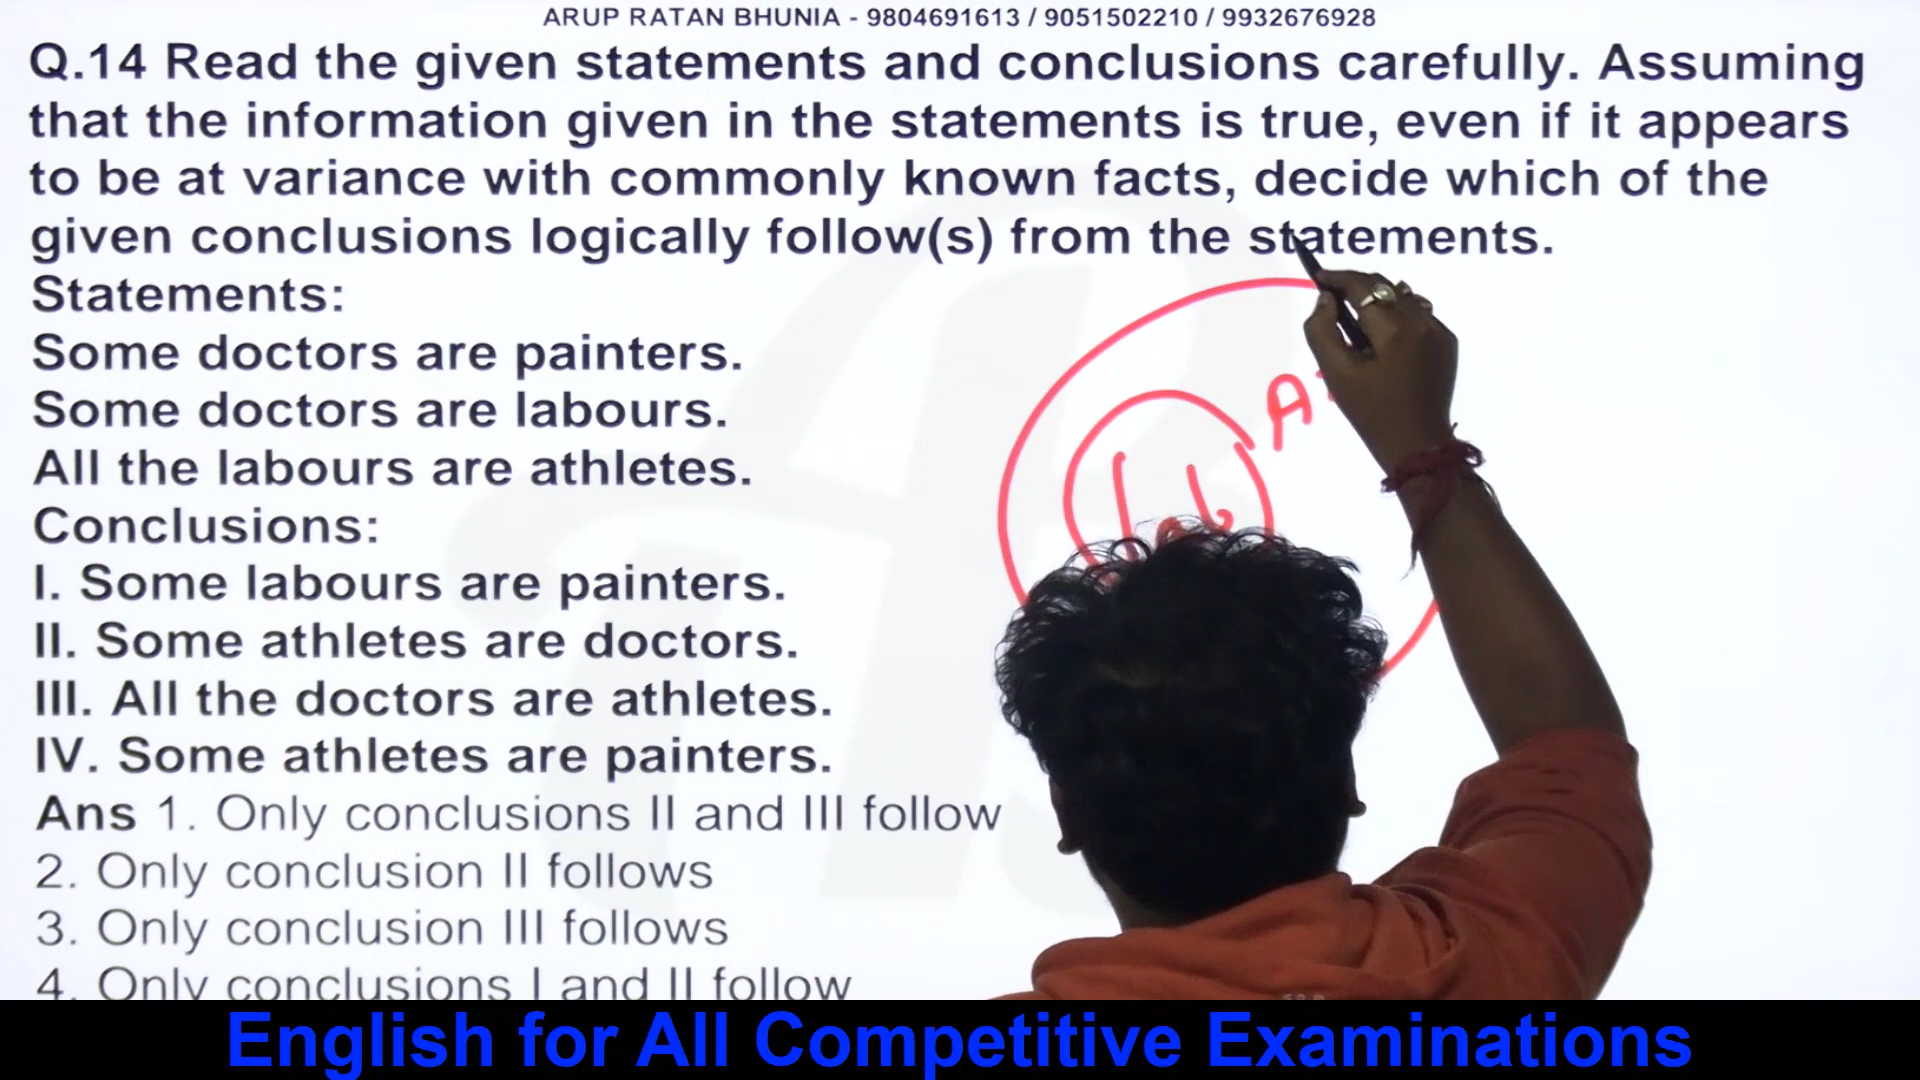 ARUP RATAN BHUNIA - 9804691613 / 9051502210 / 9932676928
Q.14 Read the given statements and conclusions carefully. Assuming
that the information given in the statements is true, even if it appears
to be at variance with commonly known facts, decide which of the
given conclusions logically follow(s) from the statements.
Statements:
Some doctors are painters.
Some doctors are labours.
All the labours are athletes.
Conclusions:
I. Some labours are painters.
II. Some athletes are doctors.
III. All the doctors are athletes.
IV. Some athletes are painters.
Ans 1. Only conclusions II and III follow
2. Only conclusion II follows
3. Only conclusion III follows
4. Only conclusions I and II follow
A
lab
English for All Competitive Examinations